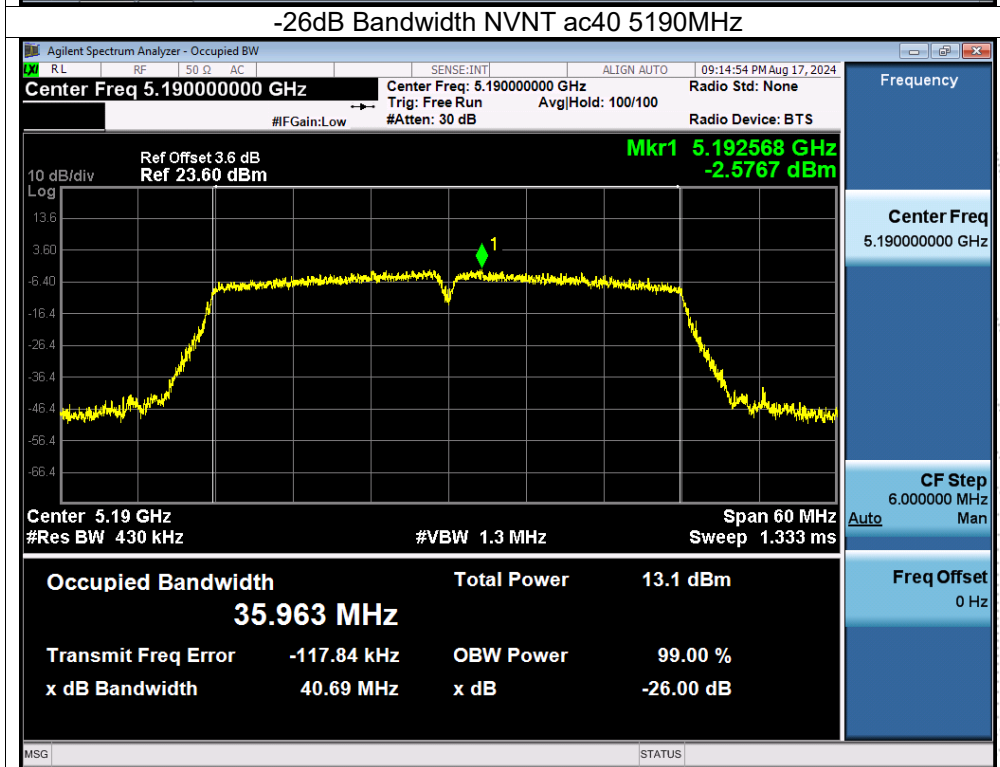 -26dB Bandwidth NVNT ac40 5190MHz
Agilent Spectrum Analyzer - Occupied BW
LXI RL RF 50 Ω AC SENSE:INT ALIGN AUTO 09:14:54 PM Aug 17, 2024
Center Freq 5.190000000 GHz
Center Freq: 5.190000000 GHz Radio Std: None
Trig: Free Run Avg|Hold: 100/100
#IFGain:Low #Atten: 30 dB Radio Device: BTS
Frequency
Mkr1 5.192568 GHz
-2.5767 dBm
Ref Offset 3.6 dB
10 dB/div Ref 23.60 dBm
Log
13.6
3.60
-6.40
-16.4
-26.4
-36.4
-46.4
-56.4
-66.4
1
Center 5.19 GHz Span 60 MHz
#Res BW 430 kHz #VBW 1.3 MHz Sweep 1.333 ms
Center Freq
5.190000000 GHz
CF Step
6.000000 MHz
Auto Man
Freq Offset
0 Hz
Occupied Bandwidth Total Power 13.1 dBm
35.963 MHz
Transmit Freq Error -117.84 kHz OBW Power 99.00 %
x dB Bandwidth 40.69 MHz x dB -26.00 dB
MSG STATUS